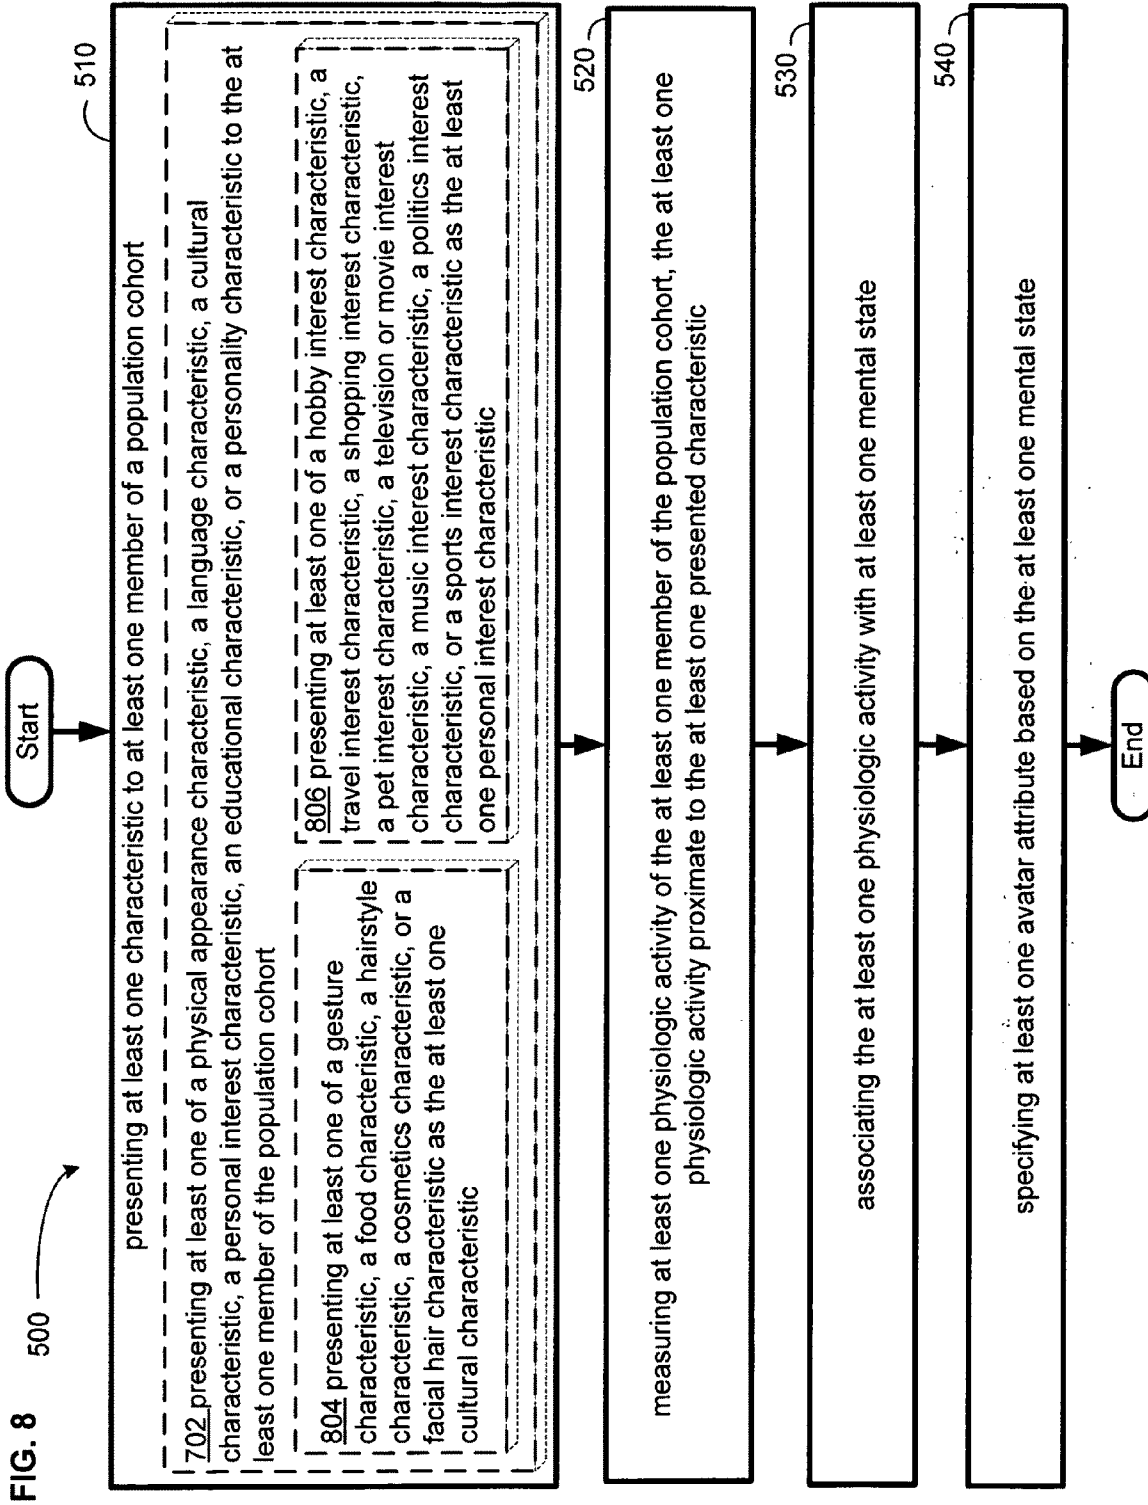 FIG. 8
500
Start
510
presenting at least one characteristic to at least one member of a population cohort
702 presenting at least one of a physical appearance characteristic, a language characteristic, a cultural
characteristic, a personal interest characteristic, an educational characteristic, or a personality characteristic to the at
least one member of the population cohort
804 presenting at least one of a gesture
characteristic, a food characteristic, a hairstyle
characteristic, a cosmetics characteristic, or a
facial hair characteristic as the at least one
cultural characteristic
806 presenting at least one of a hobby interest characteristic, a
travel interest characteristic, a shopping interest characteristic,
a pet interest characteristic, a television or movie interest
characteristic, a music interest characteristic, a politics interest
characteristic, or a sports interest characteristic as the at least
one personal interest characteristic
520
measuring at least one physiologic activity of the at least one member of the population cohort, the at least one
physiologic activity proximate to the at least one presented characteristic
530
associating the at least one physiologic activity with at least one mental state
540
specifying at least one avatar attribute based on the at least one mental state
End